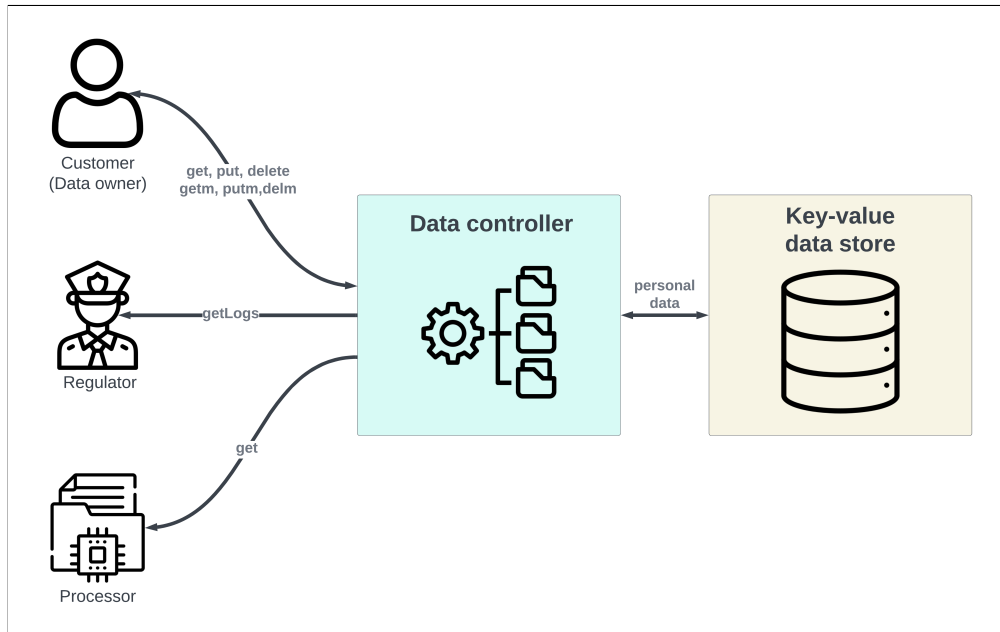 Customer
(Data owner)
get, put, delete
getm, putm,delm
Data controller
Key-value
data store
personal
data
getLogs
Regulator
get
Processor